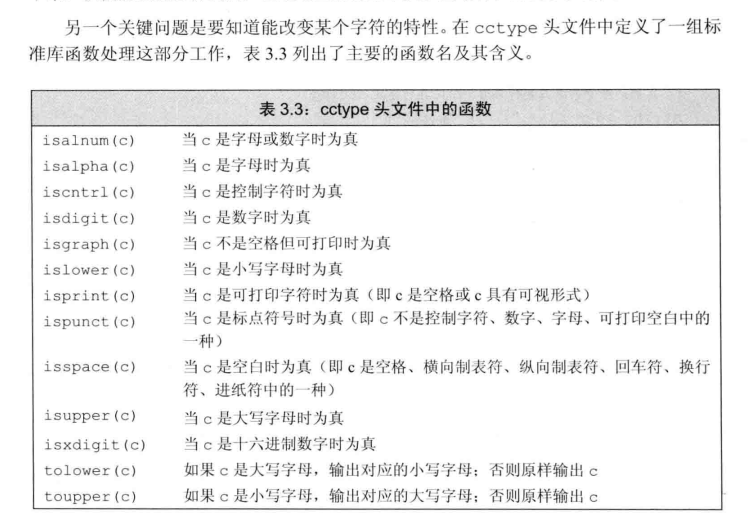 另一个关键问题是要知道能改变某个字符的特性。在 cctype 头文件中定义了一组标
准库函数处理这部分工作，表 3.3 列出了主要的函数名及其含义。
表 3.3：cctype 头文件中的函数
isalnum(c) 当 c 是字母或数字时为真
isalpha(c) 当 c 是字母时为真
iscntrl(c) 当 c 是控制字符时为真
isdigit(c) 当 c 是数字时为真
isgraph(c) 当 c 不是空格但可打印时为真
islower(c) 当 c 是小写字母时为真
isprint(c) 当 c 是可打印字符时为真（即 c 是空格或 c 具有可视形式）
ispunct(c) 当 c 是标点符号时为真（即 c 不是控制字符、数字、字母、可打印空白中的
一种）
isspace(c) 当 c 是空白时为真（即 c 是空格、横向制表符、纵向制表符、回车符、换行
符、进纸符中的一种）
isupper(c) 当 c 是大写字母时为真
isxdigit(c) 当 c 是十六进制数字时为真
tolower(c) 如果 c 是大写字母，输出对应的小写字母；否则原样输出 c
toupper(c) 如果 c 是小写字母，输出对应的大写字母；否则原样输出 c